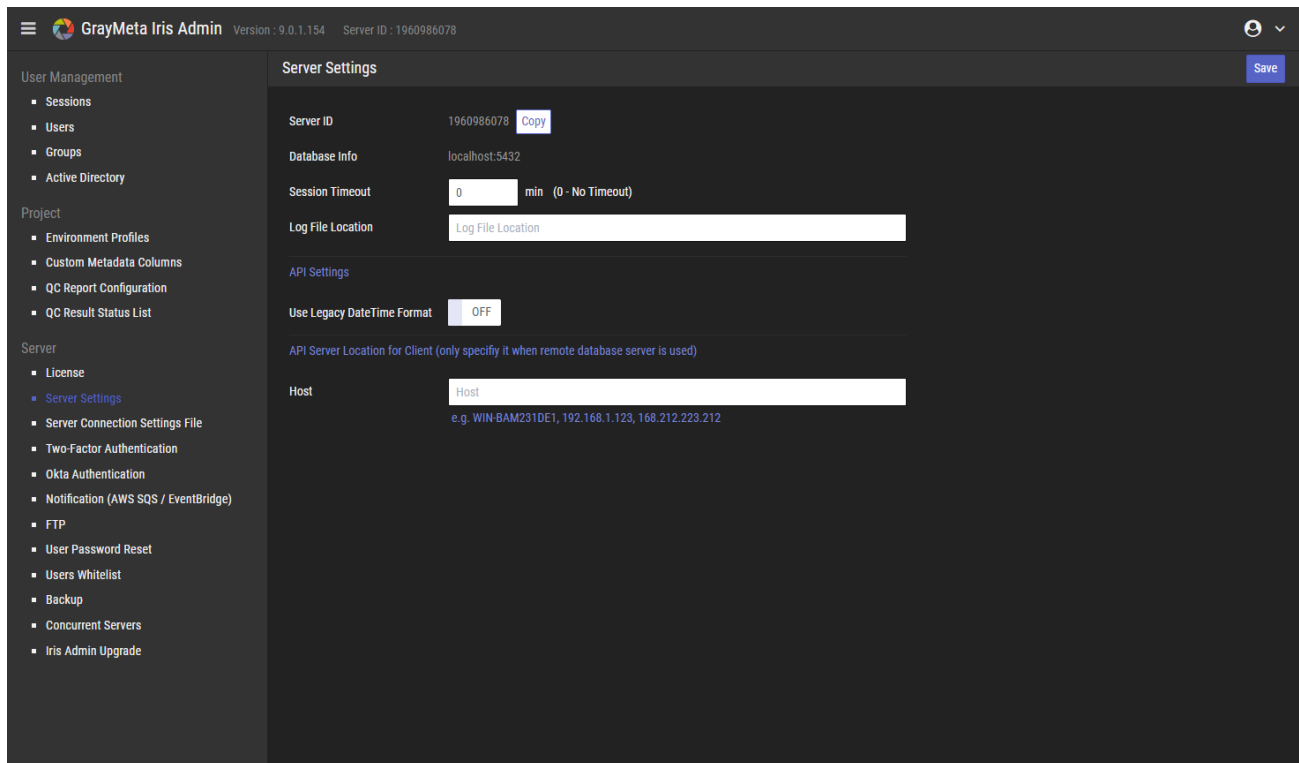 GrayMeta Iris Admin Version : 9.0.1.154 Server ID : 1960986078
User Management
Sessions
Users
Groups
Active Directory
Project
Environment Profiles
Custom Metadata Columns
QC Report Configuration
QC Result Status List
Server
License
Server Settings
Server Connection Settings File
Two-Factor Authentication
Okta Authentication
Notification (AWS SQS / EventBridge)
FTP
User Password Reset
Users Whitelist
Backup
Concurrent Servers
Iris Admin Upgrade
Server Settings Save
Server ID 1960986078 Copy
Database Info localhost:5432
Session Timeout 0 min (0 - No Timeout)
Log File Location Log File Location
API Settings
Use Legacy DateTime Format OFF
API Server Location for Client (only specifiy it when remote database server is used)
Host Host
e.g. WIN-BAM231DE1, 192.168.1.123, 168.212.223.212